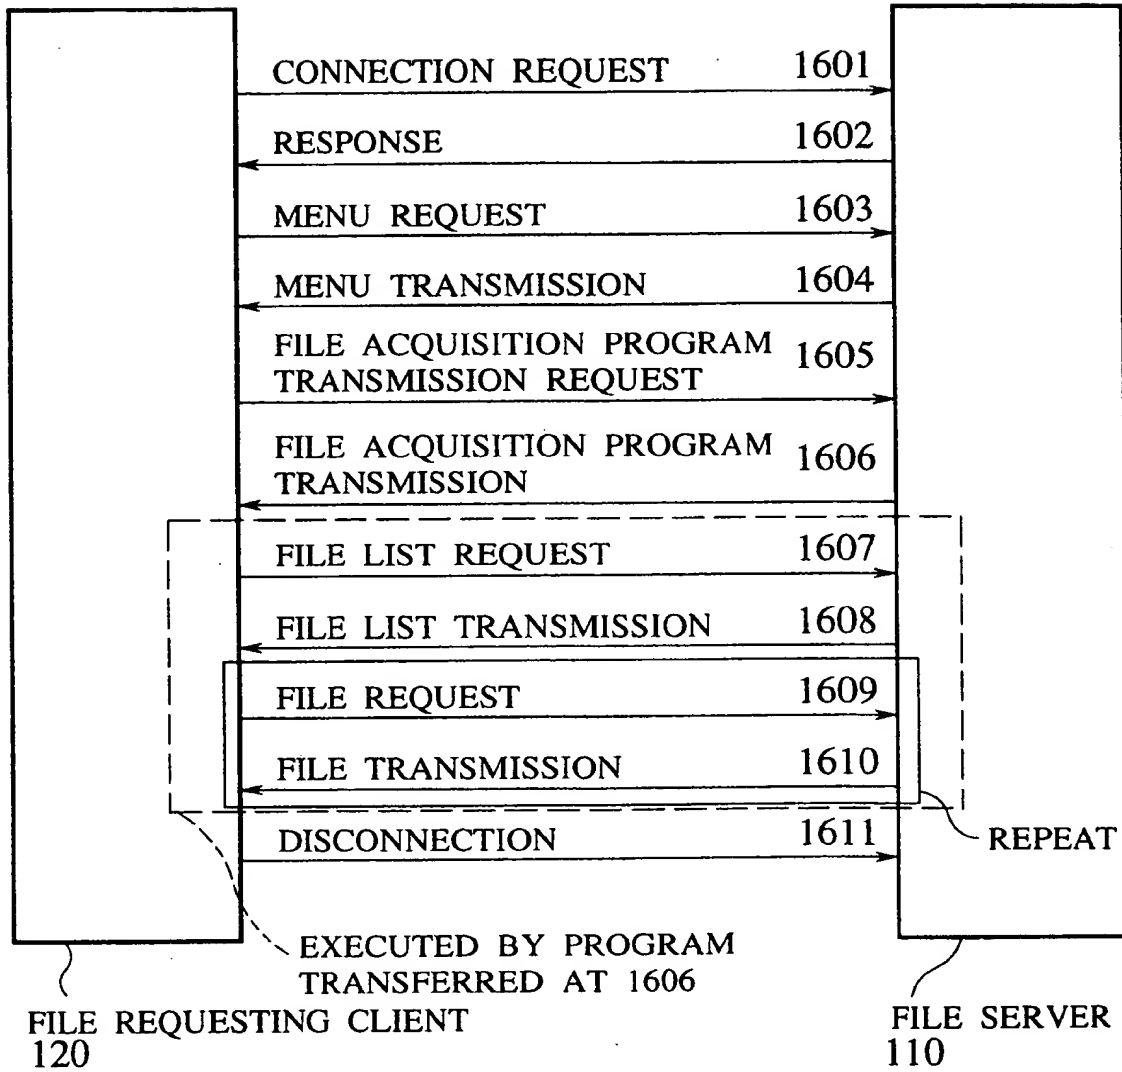 CONNECTION REQUEST 1601
RESPONSE 1602
MENU REQUEST 1603
MENU TRANSMISSION 1604
FILE ACQUISITION PROGRAM 1605
TRANSMISSION REQUEST
FILE ACQUISITION PROGRAM 1606
TRANSMISSION
FILE LIST REQUEST 1607
FILE LIST TRANSMISSION 1608
FILE REQUEST 1609
FILE TRANSMISSION 1610
DISCONNECTION 1611
REPEAT
EXECUTED BY PROGRAM
TRANSFERRED AT 1606
FILE REQUESTING CLIENT
120
FILE SERVER
110